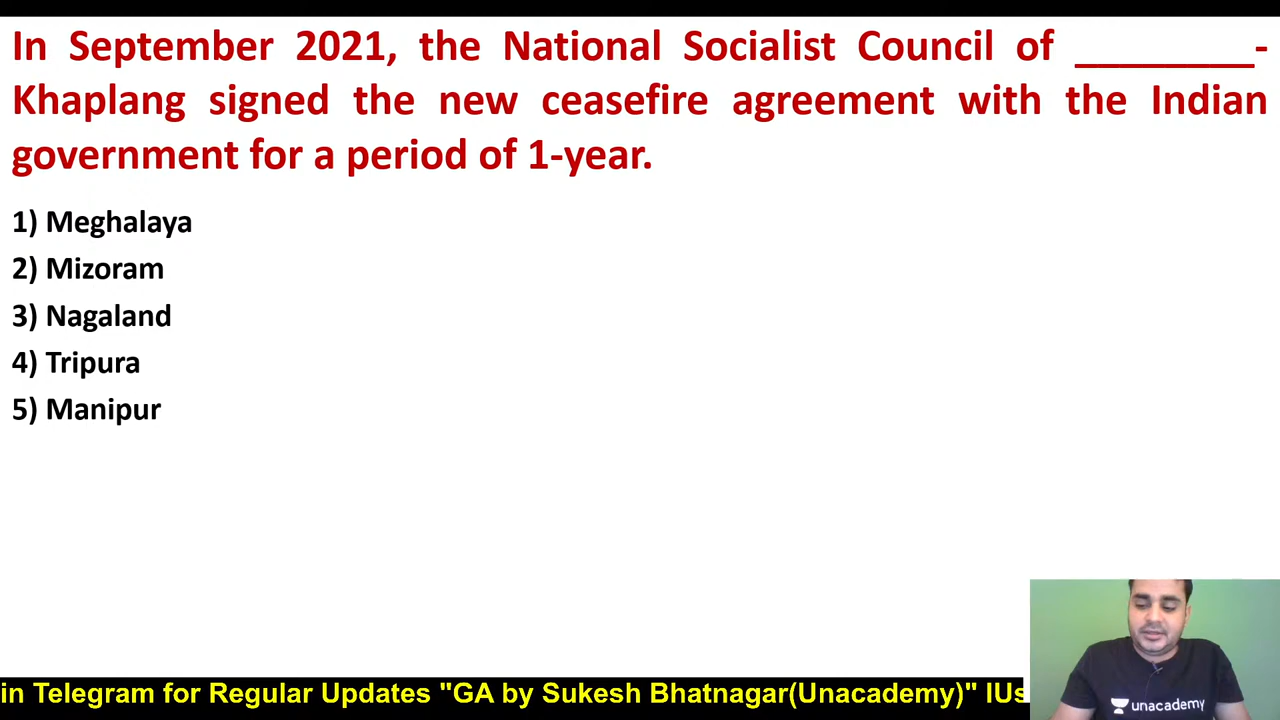 In September 2021, the National Socialist Council of ________-
Khaplang signed the new ceasefire agreement with the Indian
government for a period of 1-year.
1) Meghalaya
2) Mizoram
3) Nagaland
4) Tripura
5) Manipur
in Telegram for Regular Updates "GA by Sukesh Bhatnagar(Unacademy)" IUs
unacademy